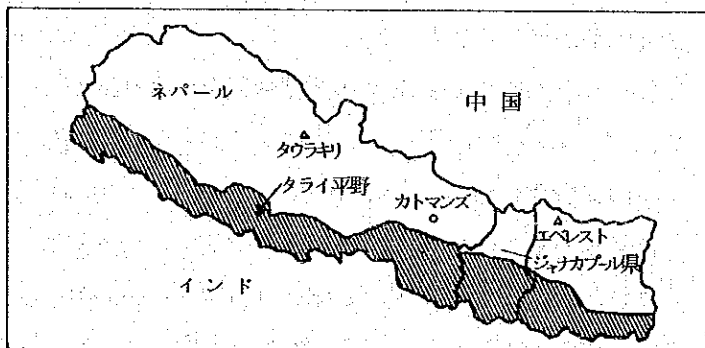 ネパール
中国
タウラキリ
タライ平野
カトマンズ
エベレスト
ジャナカプール県
インド